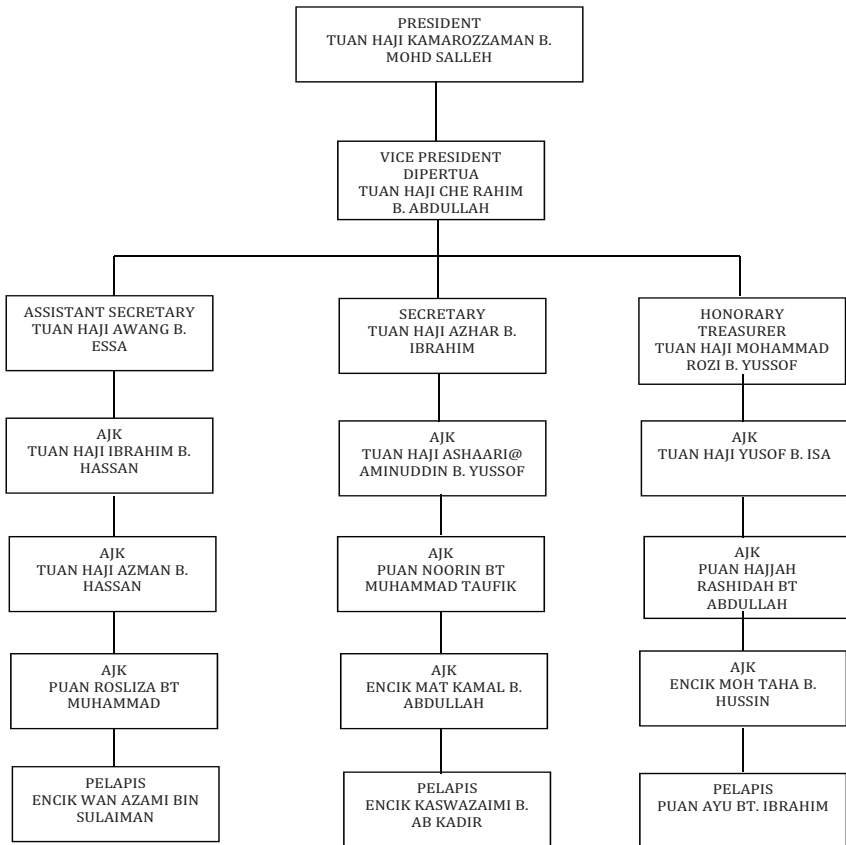 PRESIDENT
TUAN HAJI KAMAROZZAMAN B.
MOHD SALLEH
VICE PRESIDENT
DIPERTUA
TUAN HAJI CHE RAHIM
B. ABDULLAH
ASSISTANT SECRETARY
TUAN HAJI AWANG B.
ESSA
SECRETARY
TUAN HAJI AZHAR B.
IBRAHIM
HONORARY
TREASURER
TUAN HAJI MOHAMMAD
ROZI B. YUSSOF
AJK
TUAN HAJI IBRAHIM B.
HASSAN
AJK
TUAN HAJI ASHAARI@
AMINUDDIN B. YUSSOF
AJK
TUAN HAJI YUSOF B. ISA
AJK
TUAN HAJI AZMAN B.
HASSAN
AJK
PUAN NOORIN BT
MUHAMMAD TAUFIK
AJK
PUAN HAJJAH
RASHIDAH BT
ABDULLAH
AJK
PUAN ROSLIZA BT
MUHAMMAD
AJK
ENCIK MAT KAMAL B.
ABDULLAH
AJK
ENCIK MOH TAHA B.
HUSSIN
PELAPIS
ENCIK WAN AZAMI BIN
SULAIMAN
PELAPIS
ENCIK KASWAZAIMI B.
AB KADIR
PELAPIS
PUAN AYU BT. IBRAHIM